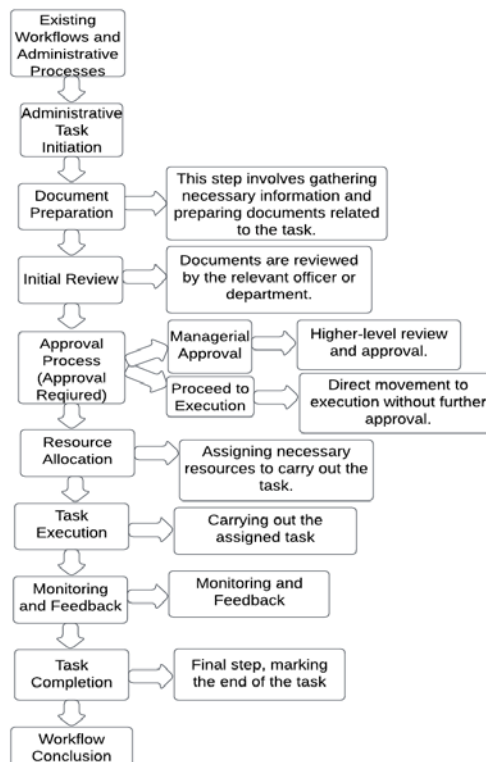 Existing
Workflows and
Administrative
Processes
Administrative
Task
Initiation
Document
Preparation
This step involves gathering
necessary information and
preparing documents related
to the task.
Initial Review
Documents are reviewed
by the relevant officer or
department.
Approval
Process
(Approval
Required)
Managerial
Approval
Higher-level review
and approval.
Proceed to
Execution
Direct movement to
execution without further
approval.
Resource
Allocation
Assigning necessary
resources to carry out the
task.
Task
Execution
Carrying out the
assigned task
Monitoring
and Feedback
Monitoring and
Feedback
Task
Completion
Final step, marking
the end of the task
Workflow
Conclusion